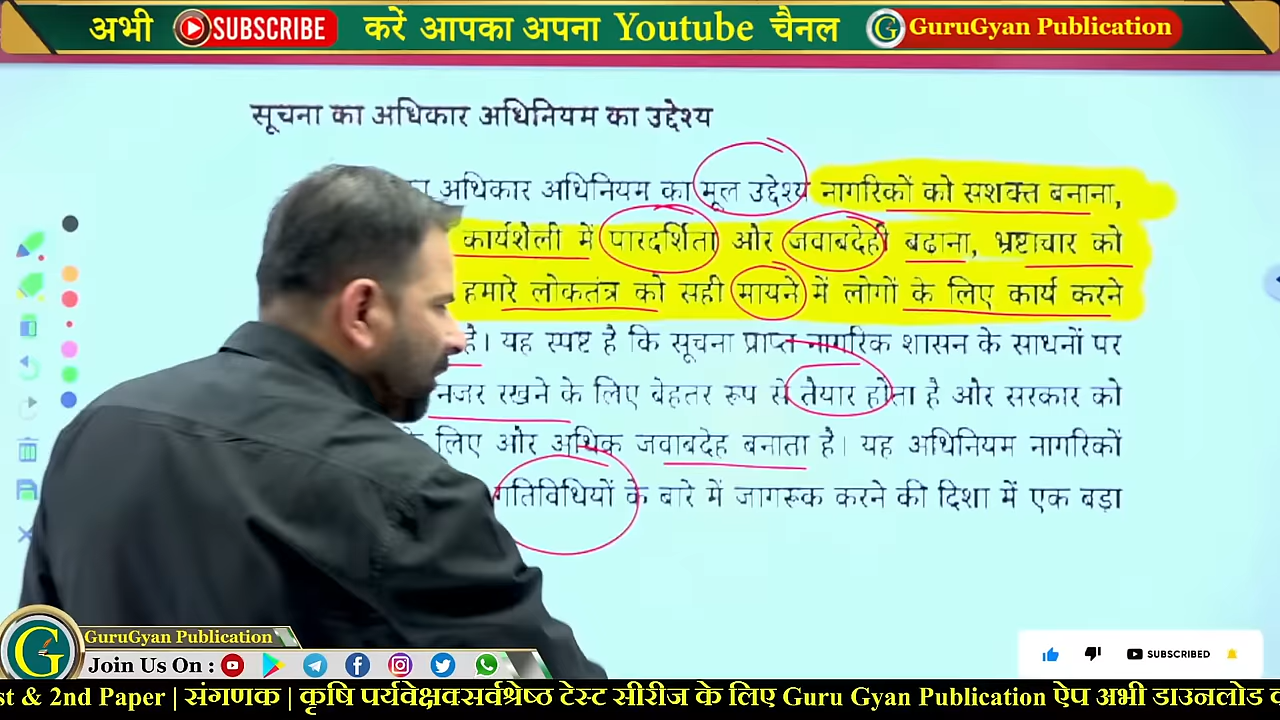 अभी SUBSCRIBE करें आपका अपना Youtube चैनल GuruGyan Publication
सूचना का अधिकार अधिनियम का उद्देश्य
अधिकार अधिनियम का मूल उद्देश्य नागरिकों को सशक्त बनाना,
कार्यशैली में पारदर्शिता और जवाबदेही बढाना, भ्रष्टाचार को
हमारे लोकतंत्र को सही मायने में लोगों के लिए कार्य करने
है। यह स्पष्ट है कि सूचना प्राप्त नागरिक शासन के साधनों पर
नजर रखने के लिए बेहतर रूप से तैयार होता है और सरकार को
लिए और अधिक जवाबदेह बनाता है। यह अधिनियम नागरिकों
गतिविधियों के बारे में जागरूक करने की दिशा में एक बड़ा
GuruGyan Publication
Join Us On :
SUBSCRIBED
& 2nd Paper | संगणक | कृषि पर्यवेक्षक सर्वश्रेष्ठ टेस्ट सीरीज के लिए Guru Gyan Publication ऐप अभी डाउनलोड